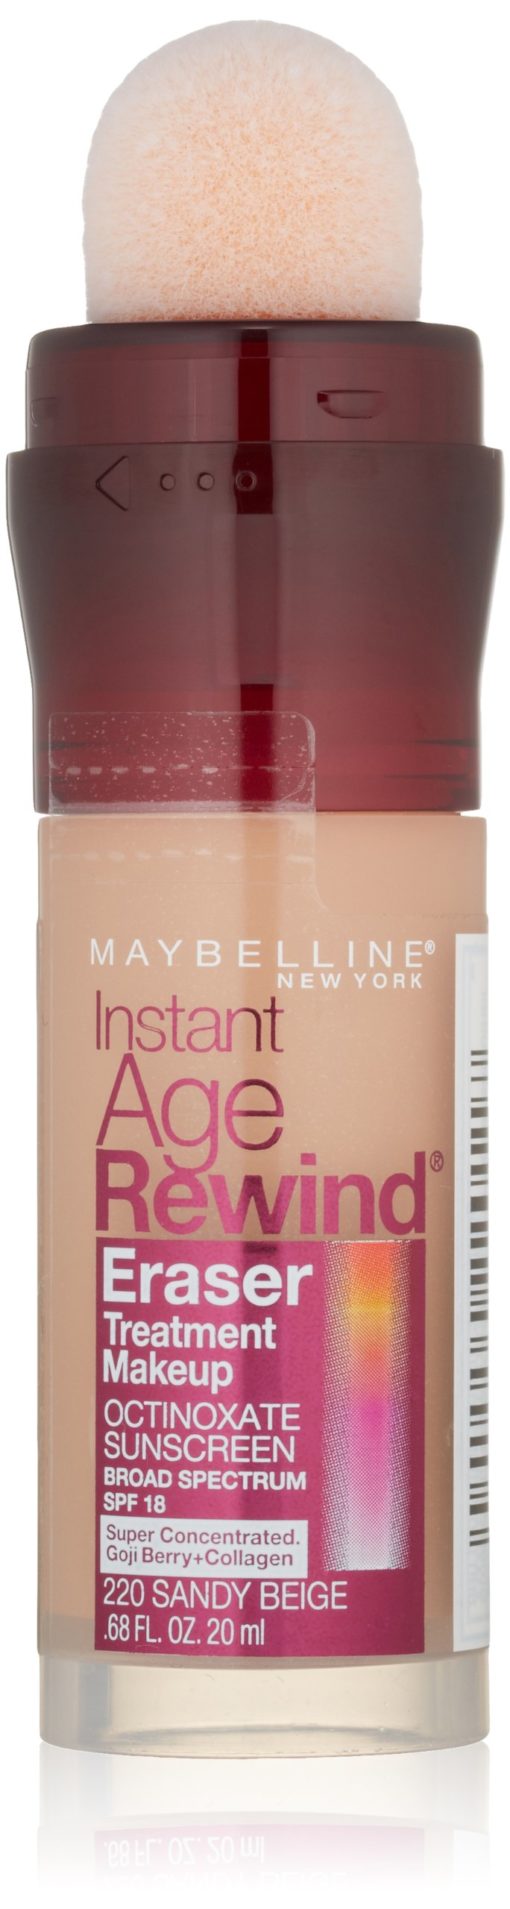 MAYBELLINE®
NEW YORK
Instant
Age
Rewind®
Eraser
Treatment
Makeup
OCTINOXATE
SUNSCREEN
BROAD SPECTRUM
SPF 18
Super Concentrated.
Goji Berry+Collagen
220 SANDY BEIGE
.68 FL. OZ. 20 ml